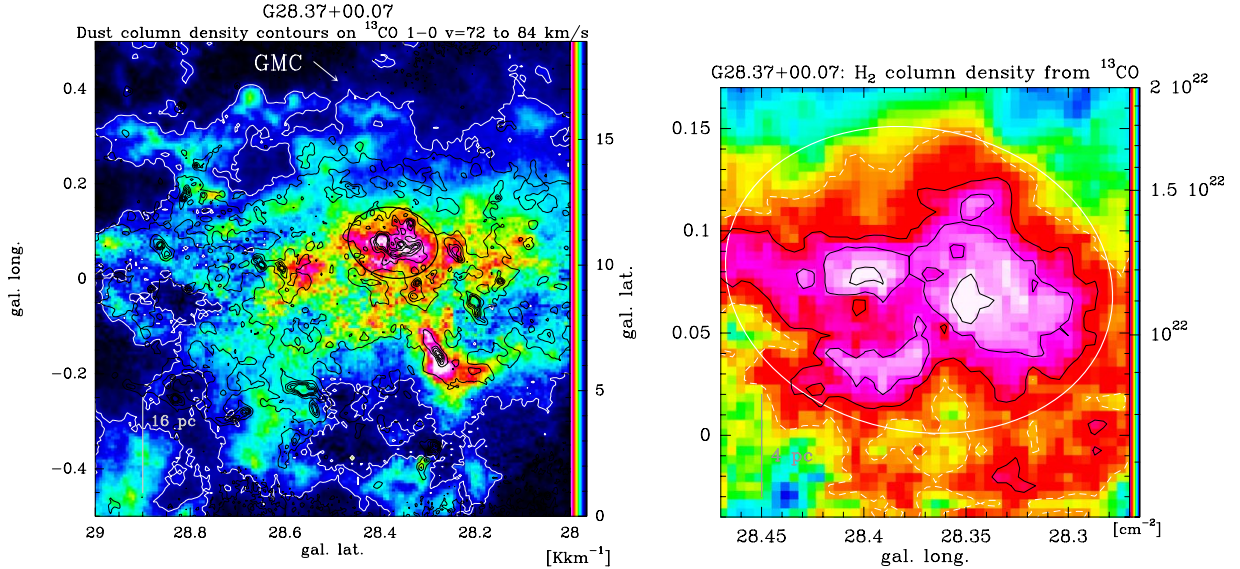 G28.37+00.07
Dust column density contours on ¹³CO 1−0 v=72 to 84 km/s
GMC
0.4
0.2
0
−0.2
−0.4
gal. long.
16 pc
29
28.8
28.6
28.4
28.2
28
gal. lat.
15
10
5
0
[Kkm⁻¹]
G28.37+00.07: H₂ column density from ¹³CO
0.15
0.1
0.05
0
gal. lat.
4 pc
28.45
28.4
28.35
28.3
gal. long.
2 10²²
1.5 10²²
10²²
[cm⁻²]